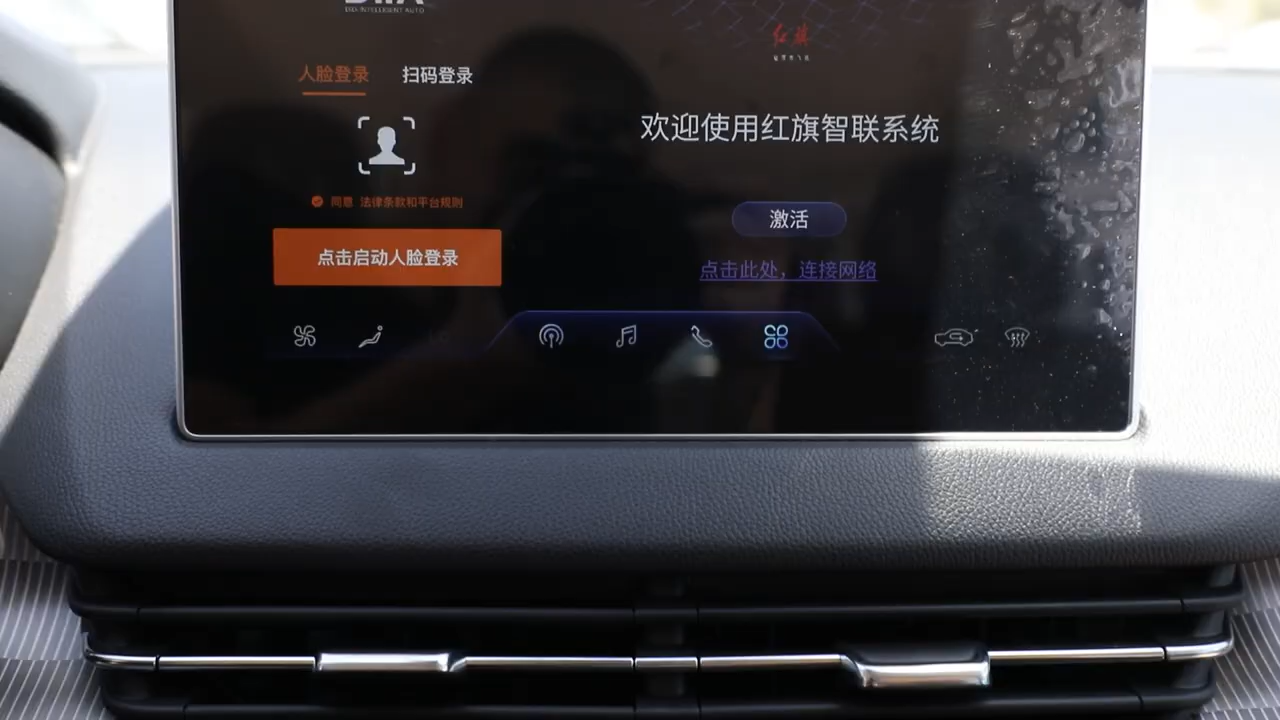 人脸登录 扫码登录
同意 法律条款和平台规则
点击启动人脸登录
红旗
欢迎使用红旗智联系统
激活
点击此处，连接网络